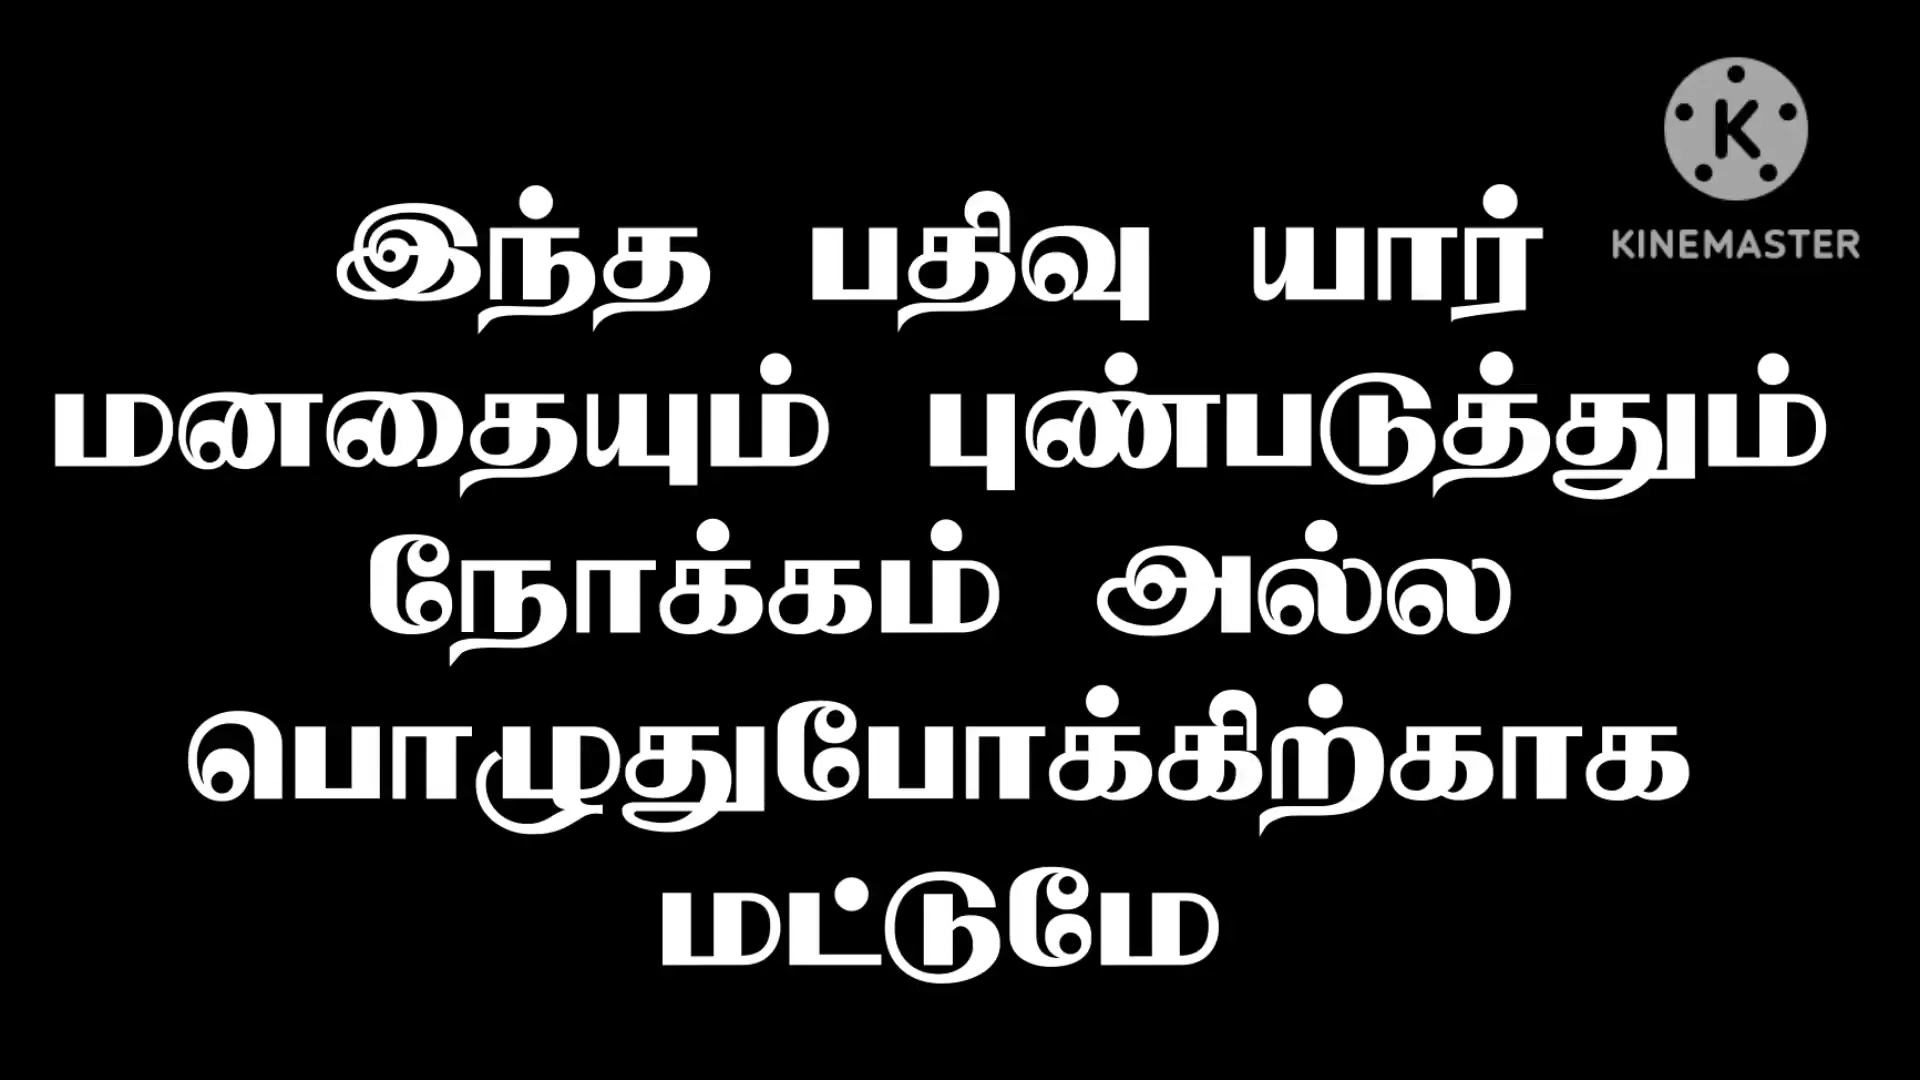 இந்த பதிவு யார்
மனதையும் புண்படுத்தும்
நோக்கம் அல்ல
பொழுதுபோக்கிற்காக
மட்டுமே
K
KINEMASTER